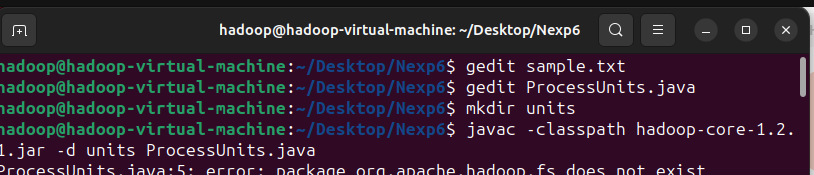 hadoop@hadoop-virtual-machine: ~/Desktop/Nexp6
hadoop@hadoop-virtual-machine:~/Desktop/Nexp6$ gedit sample.txt
hadoop@hadoop-virtual-machine:~/Desktop/Nexp6$ gedit ProcessUnits.java
hadoop@hadoop-virtual-machine:~/Desktop/Nexp6$ mkdir units
hadoop@hadoop-virtual-machine:~/Desktop/Nexp6$ javac -classpath hadoop-core-1.2.
1.jar -d units ProcessUnits.java
ProcessUnits.java:5: error: package org.apache.hadoop.fs does not exist